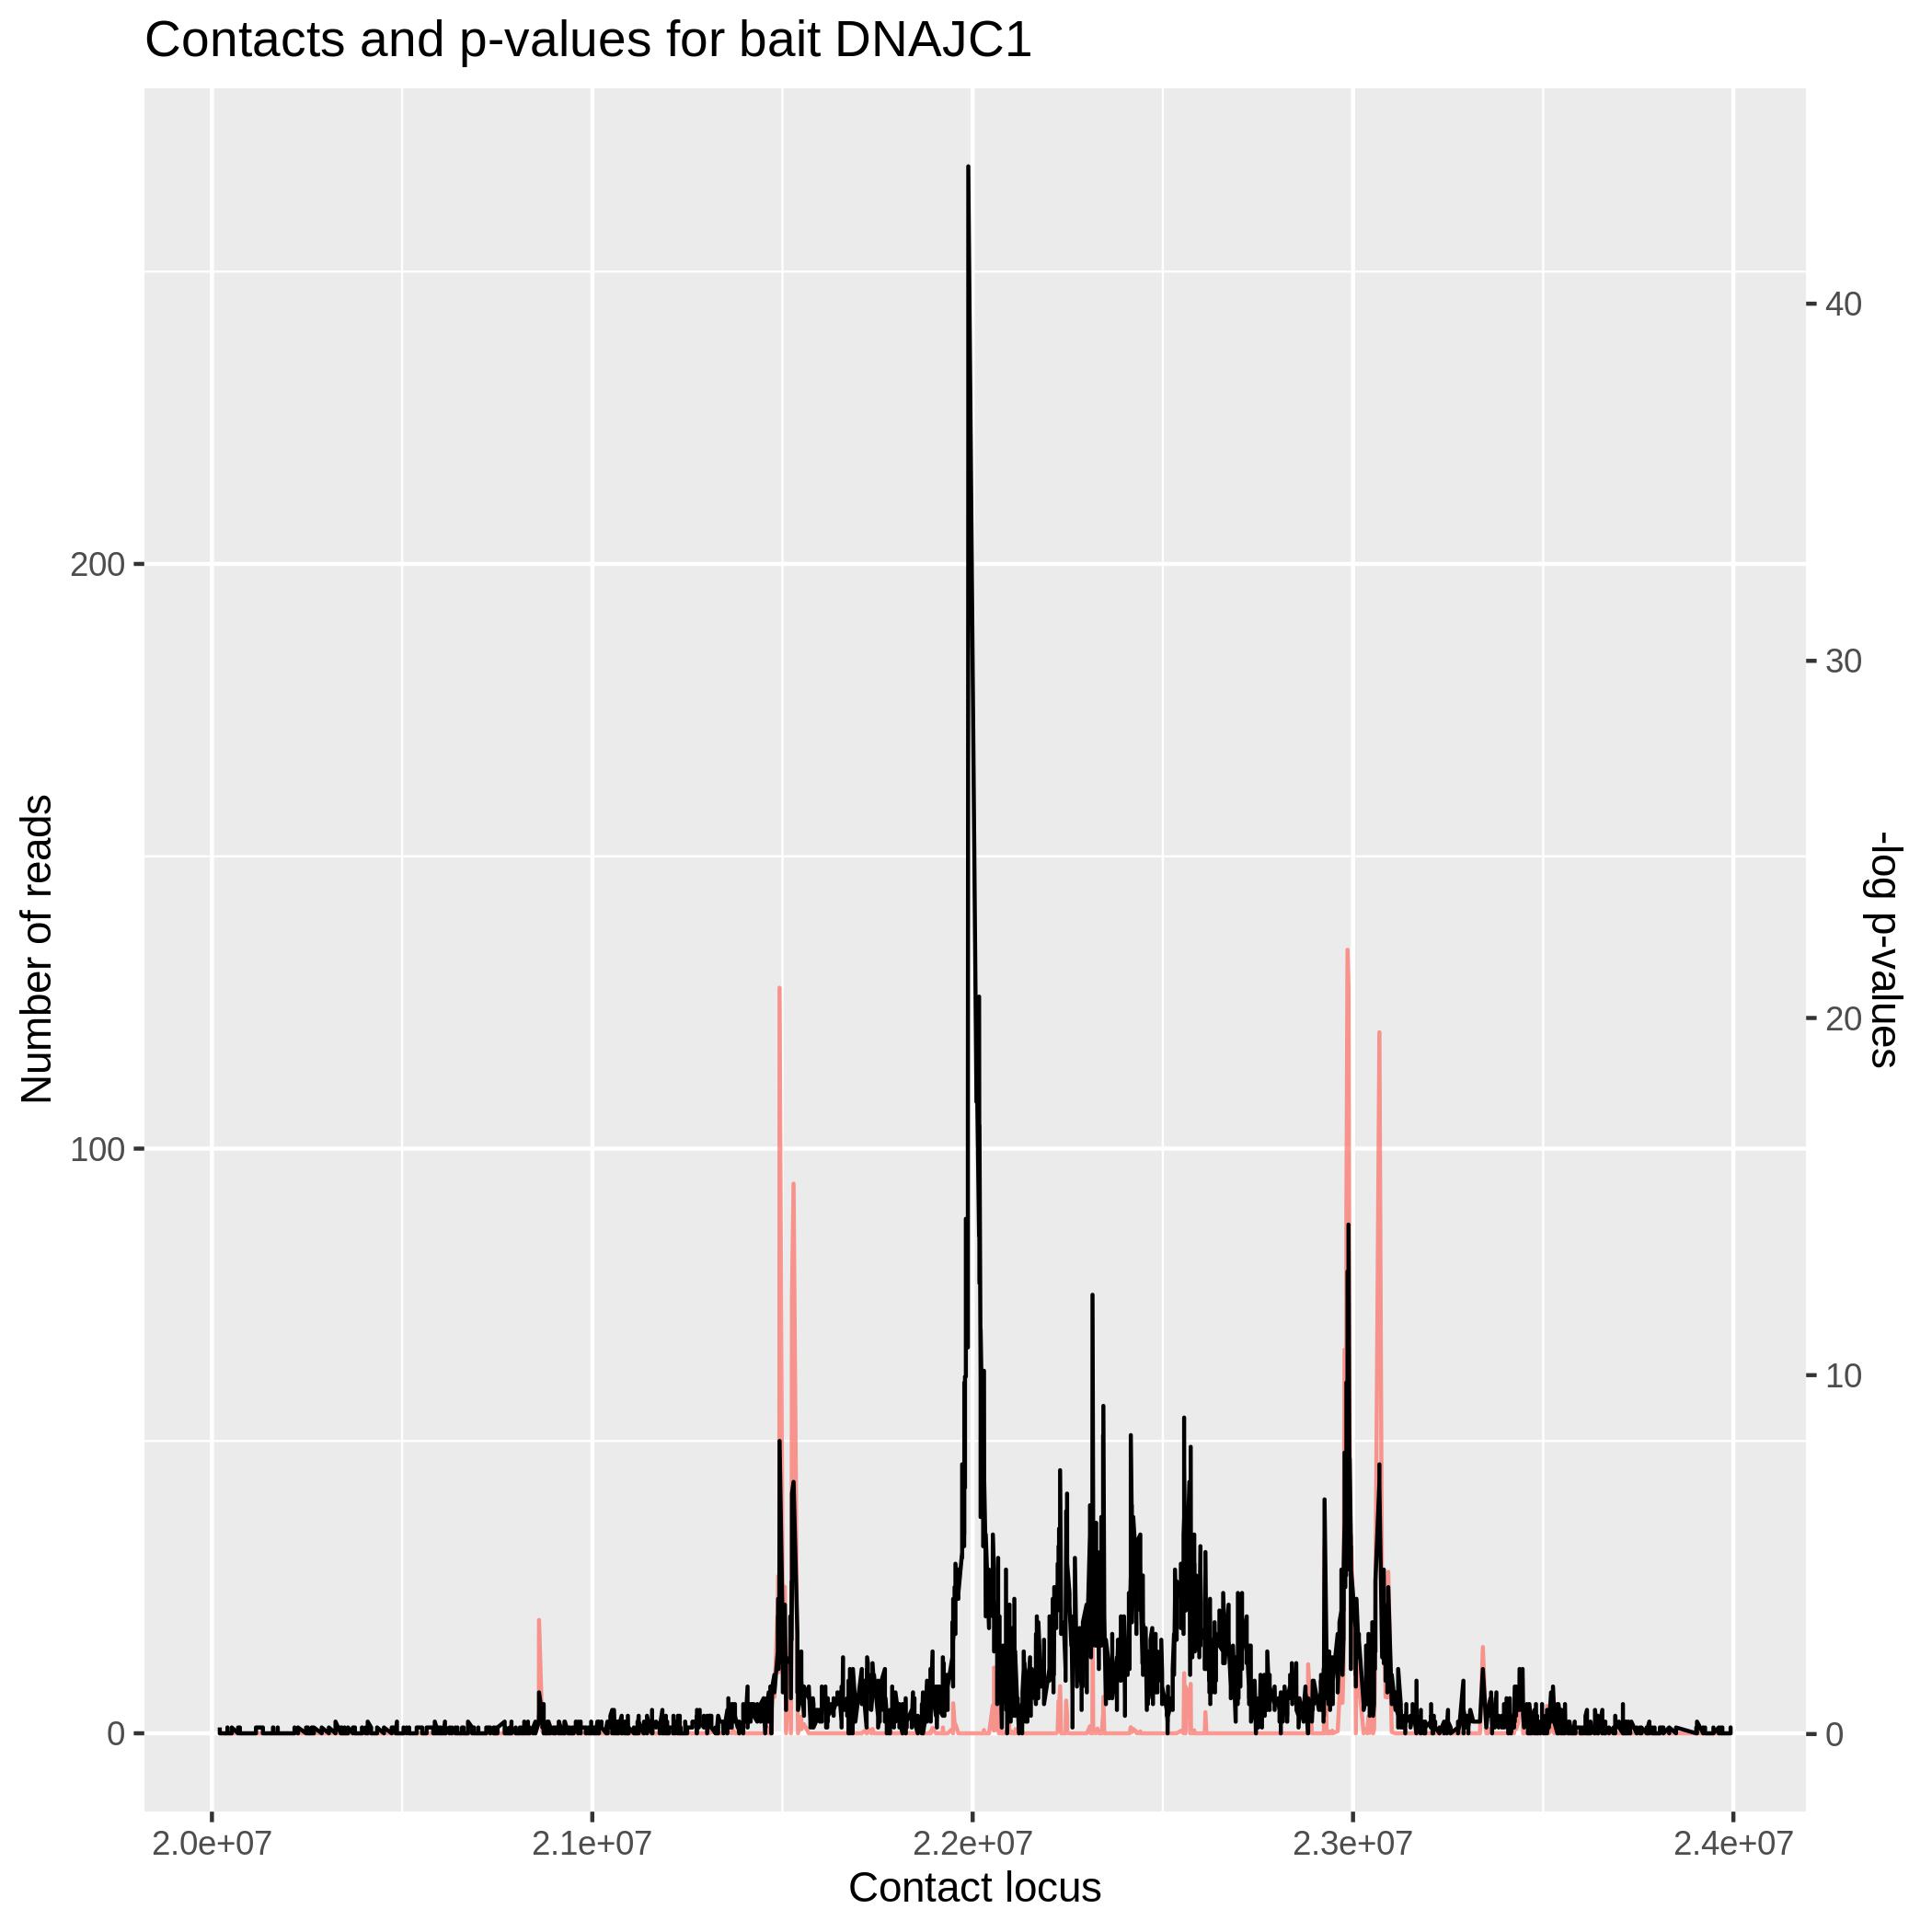 Contacts and p-values for bait DNAJC1
Number of reads
200
100
0
40
30
20
10
0
-log p-values
2.0e+07 2.1e+07 2.2e+07 2.3e+07 2.4e+07
Contact locus